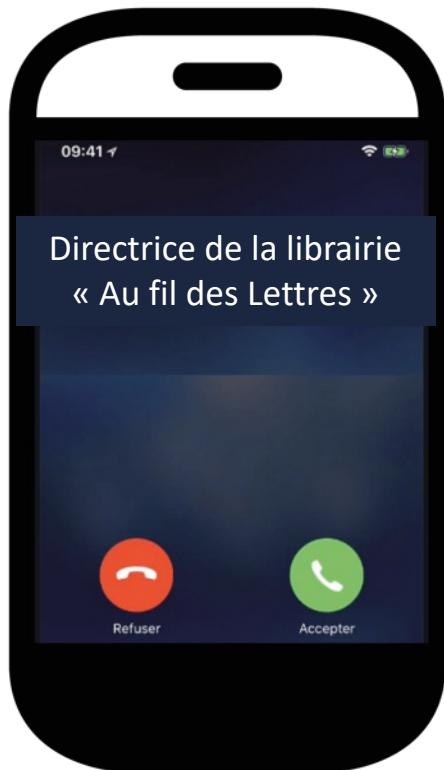 09:41
Directrice de la librairie
« Au fil des Lettres »
Refuser
Accepter